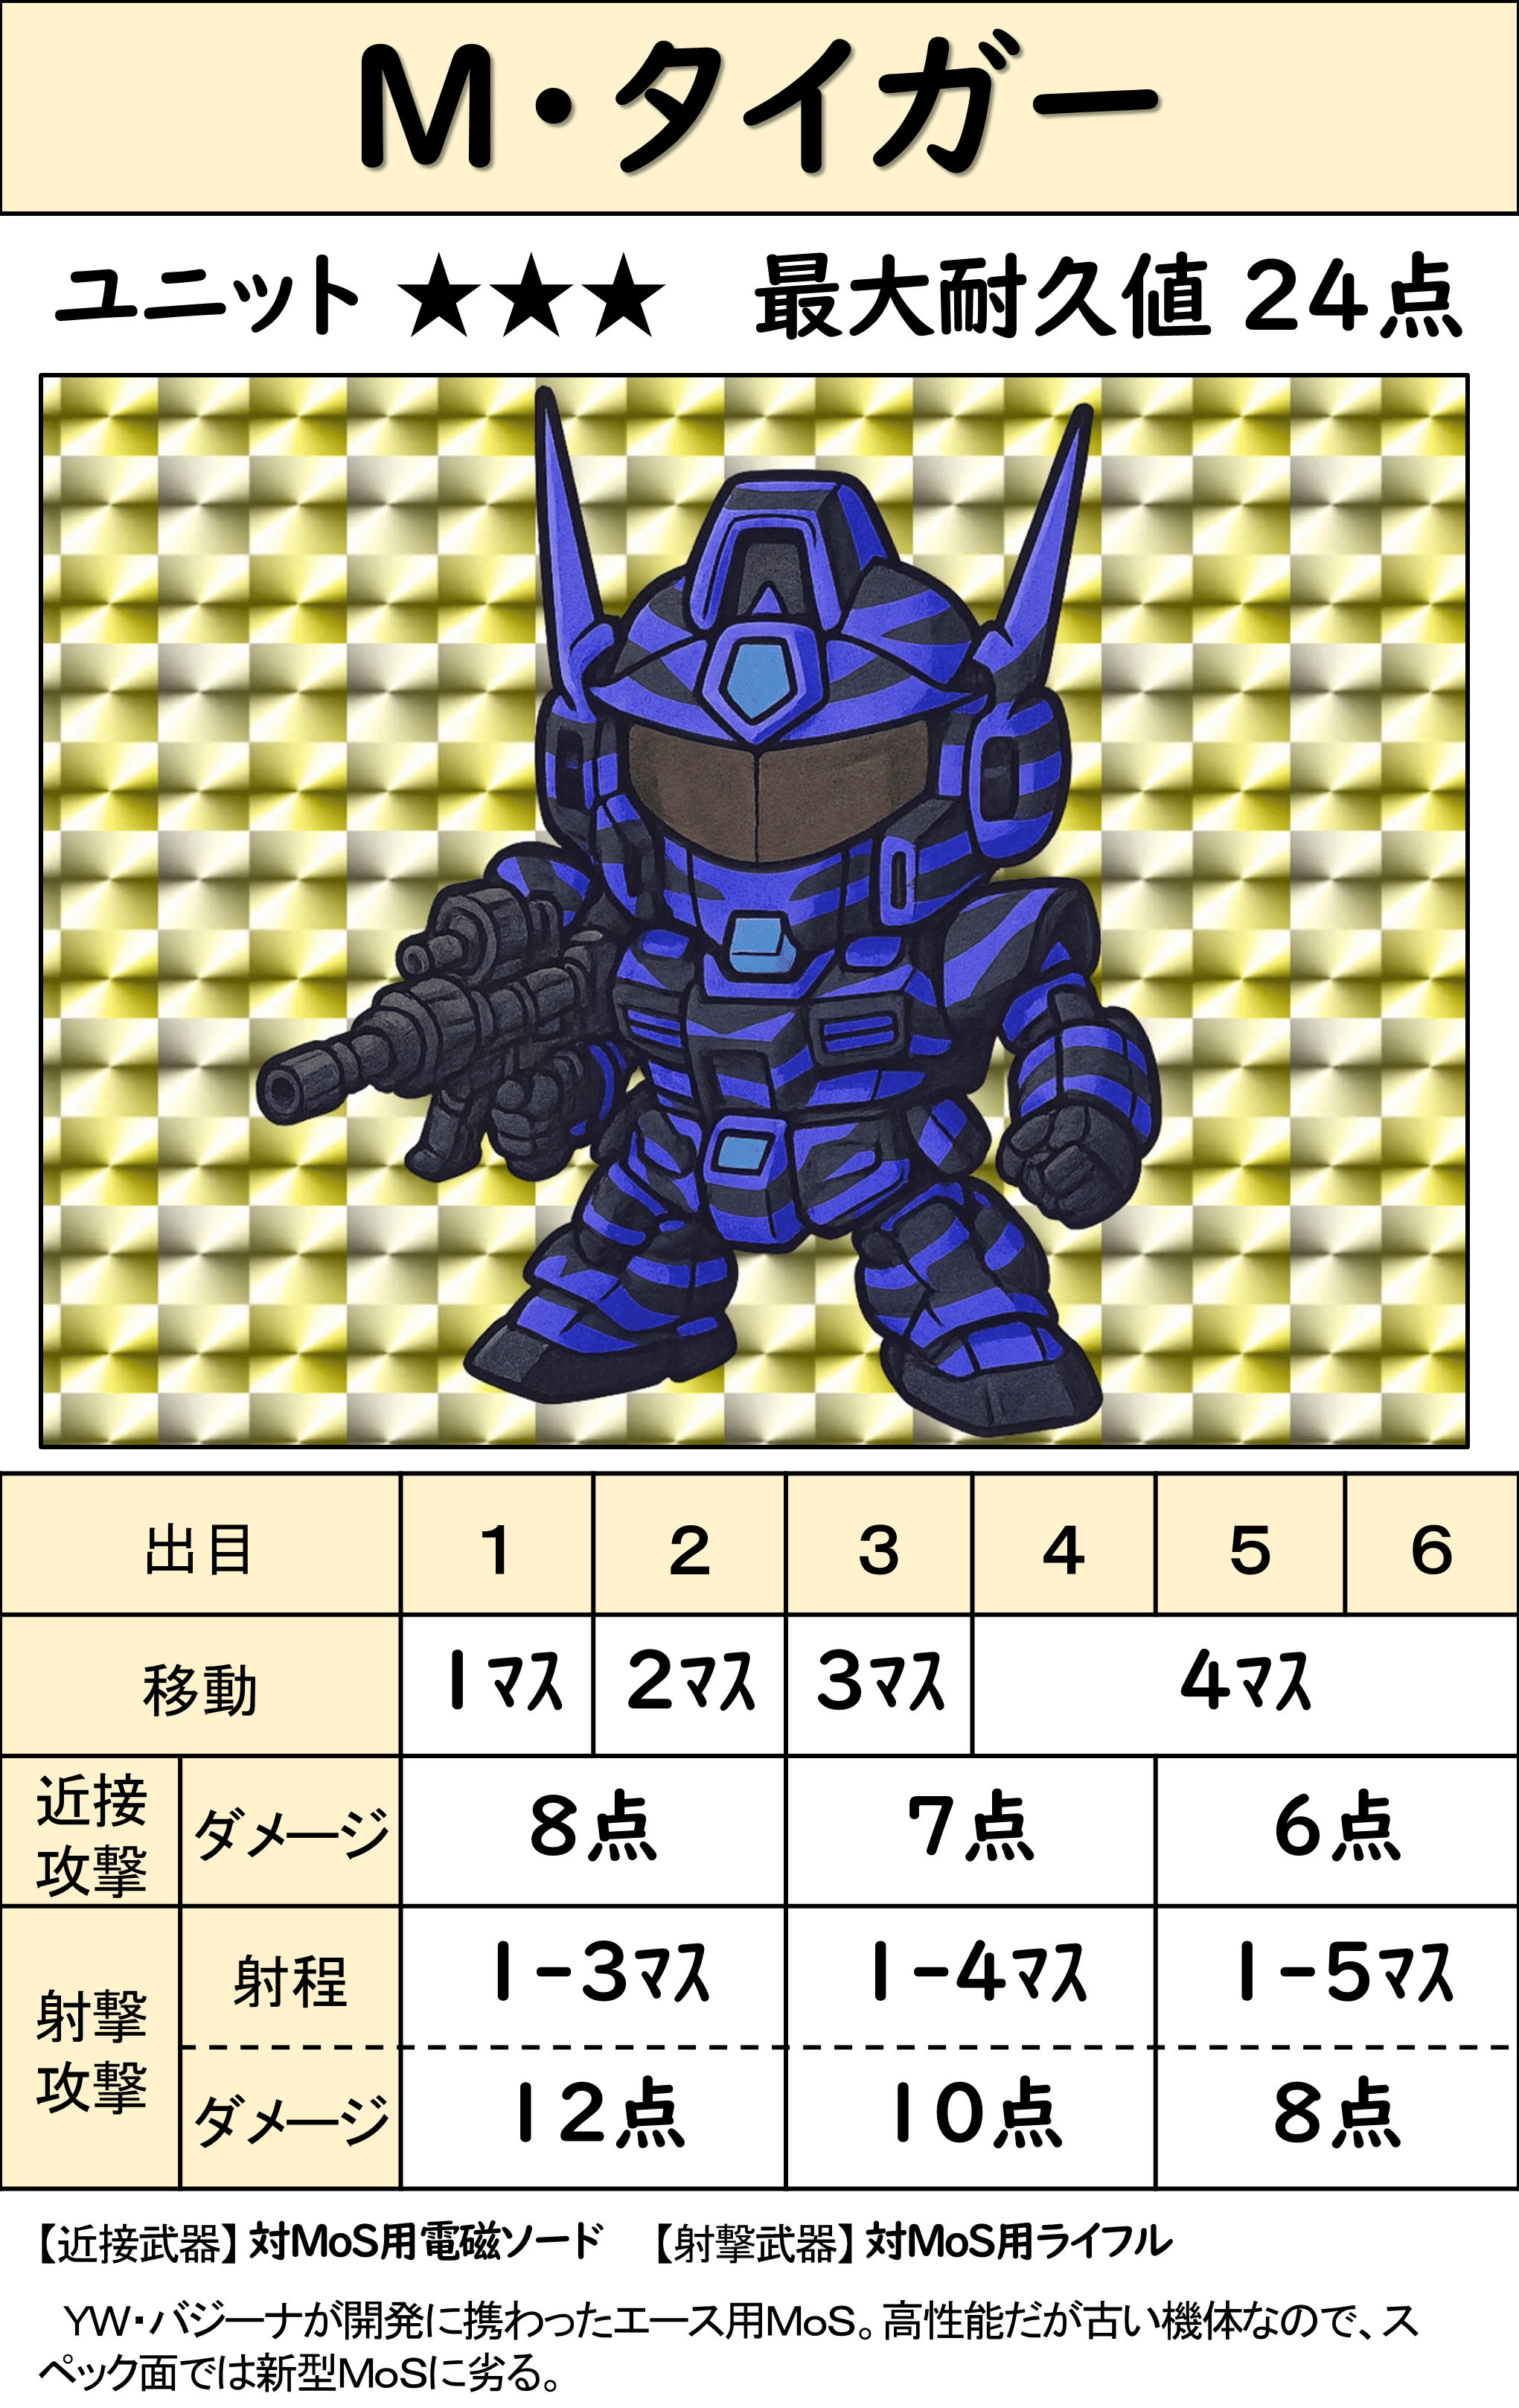 M・タイガー
ユニット ★★★ 最大耐久値 24点
出目 1 2 3 4 5 6
移動 1マス 2マス 3マス 4マス
近接攻撃 ダメージ 8点 7点 6点
射撃攻撃 射程 1-3マス 1-4マス 1-5マス
ダメージ 12点 10点 8点
【近接武器】対MoS用電磁ソード 【射撃武器】対MoS用ライフル
YW・バジーナが開発に携わったエース用MoS。高性能だが古い機体なので、ス
ペック面では新型MoSに劣る。